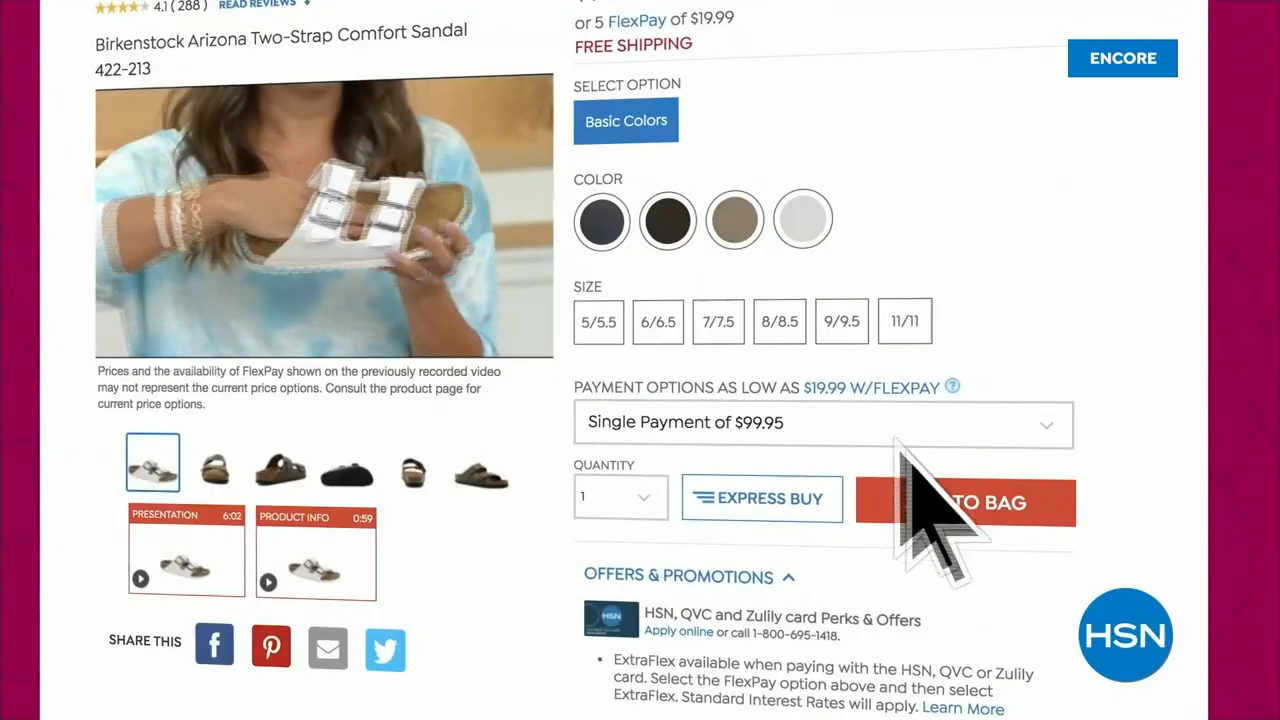 4.1 ( 288 ) READ REVIEWS
or 5 FlexPay of $19.99
Birkenstock Arizona Two-Strap Comfort Sandal
422-213
FREE SHIPPING
ENCORE
SELECT OPTION
Basic Colors
COLOR
SIZE
5/5.5 6/6.5 7/7.5 8/8.5 9/9.5 11/11
Prices and the availability of FlexPay shown on the previously recorded video
may not represent the current price options. Consult the product page for
current price options.
PAYMENT OPTIONS AS LOW AS $19.99 W/FLEXPAY ?
Single Payment of $99.95
QUANTITY
1
EXPRESS BUY
TO BAG
PRESENTATION 6:02
PRODUCT INFO 0:59
OFFERS & PROMOTIONS
HSN
HSN, QVC and Zulily card Perks & Offers
Apply online or call 1-800-695-1418.
SHARE THIS
ExtraFlex available when paying with the HSN, QVC or Zulily
card. Select the FlexPay option above and then select
ExtraFlex. Standard Interest Rates will apply. Learn More
HSN